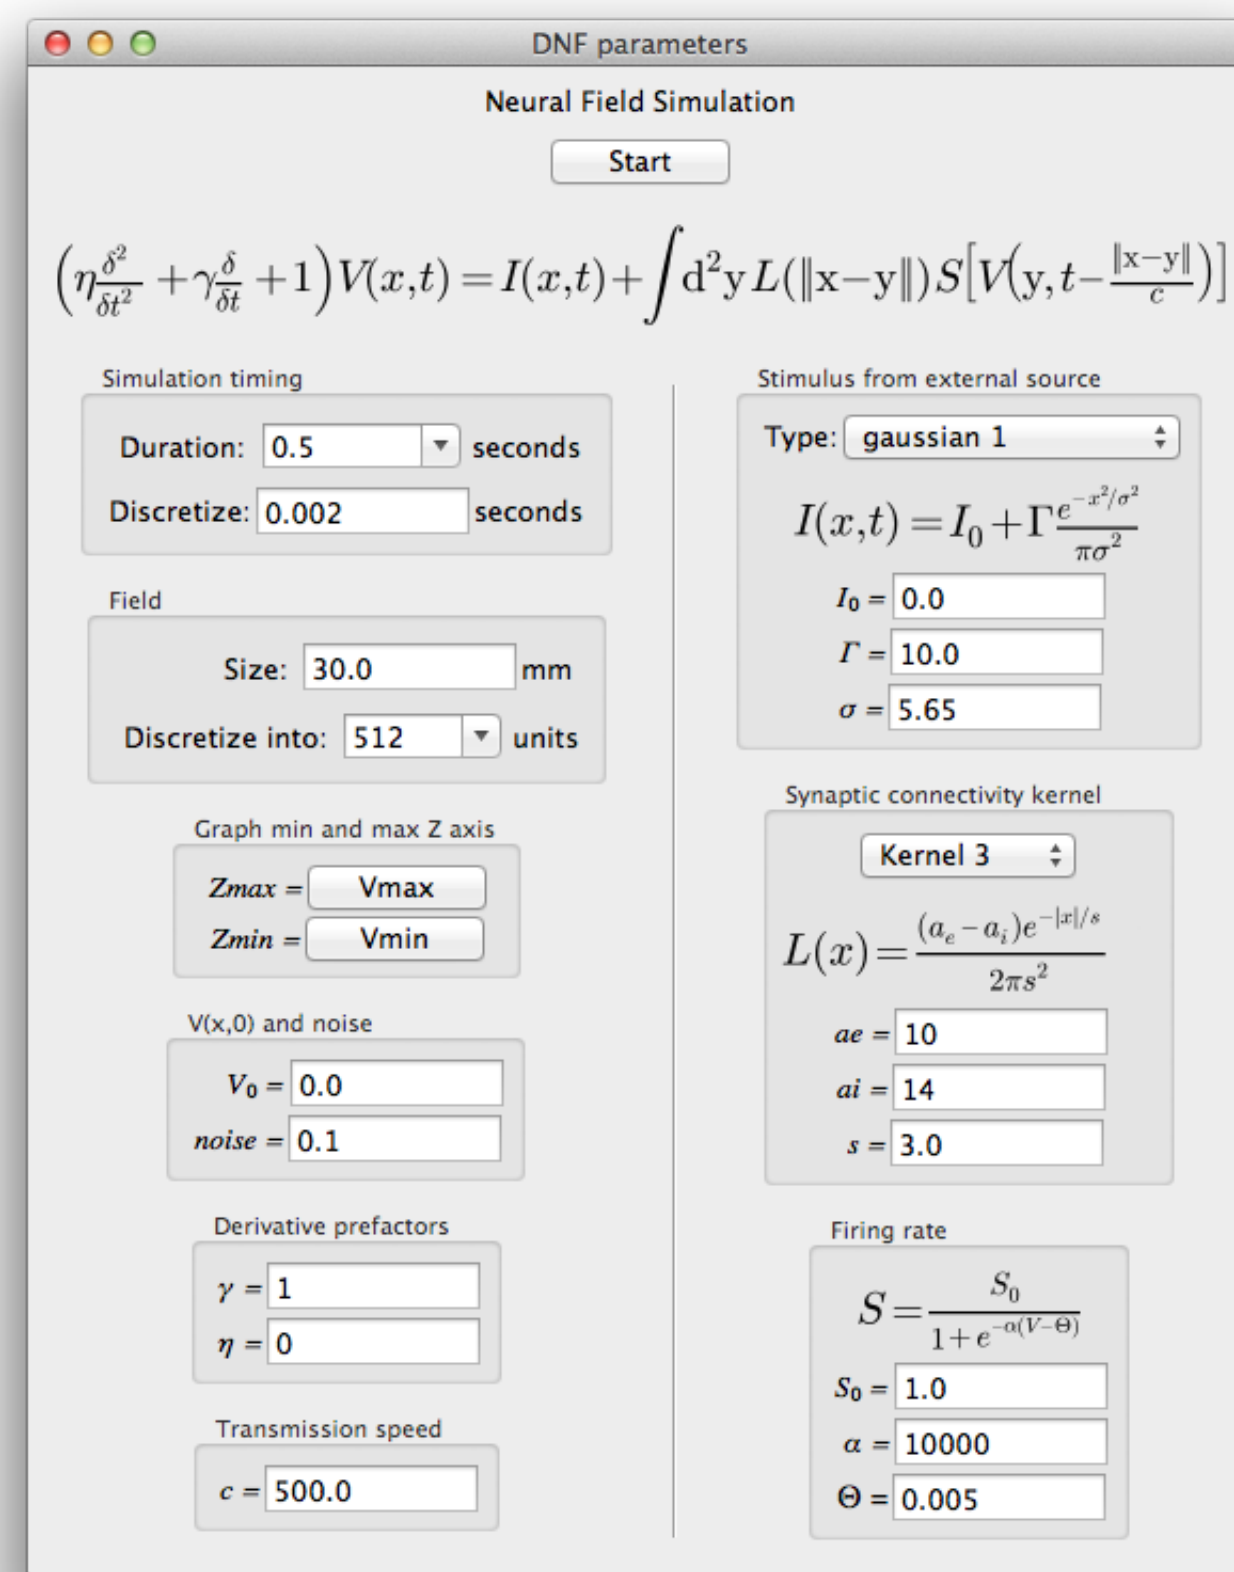 DNF parameters
Neural Field Simulation
Start
(η δ²/δt² + γ δ/δt + 1) V(x,t) = I(x,t) + ∫ d²y L(‖x−y‖) S[V(y, t− ‖x−y‖/c)]
Simulation timing
Duration: 0.5 seconds
Discretize: 0.002 seconds
Field
Size: 30.0 mm
Discretize into: 512 units
Graph min and max Z axis
Zmax = Vmax
Zmin = Vmin
V(x,0) and noise
V₀ = 0.0
noise = 0.1
Derivative prefactors
γ = 1
η = 0
Transmission speed
c = 500.0
Stimulus from external source
Type: gaussian 1
I(x,t) = I₀ + Γ e^(−x²/σ²) / πσ²
I₀ = 0.0
Γ = 10.0
σ = 5.65
Synaptic connectivity kernel
Kernel 3
L(x) = (aₑ − aᵢ)e^(−|x|/s) / 2πs²
ae = 10
ai = 14
s = 3.0
Firing rate
S = S₀ / 1 + e^(−α(V−Θ))
S₀ = 1.0
α = 10000
Θ = 0.005